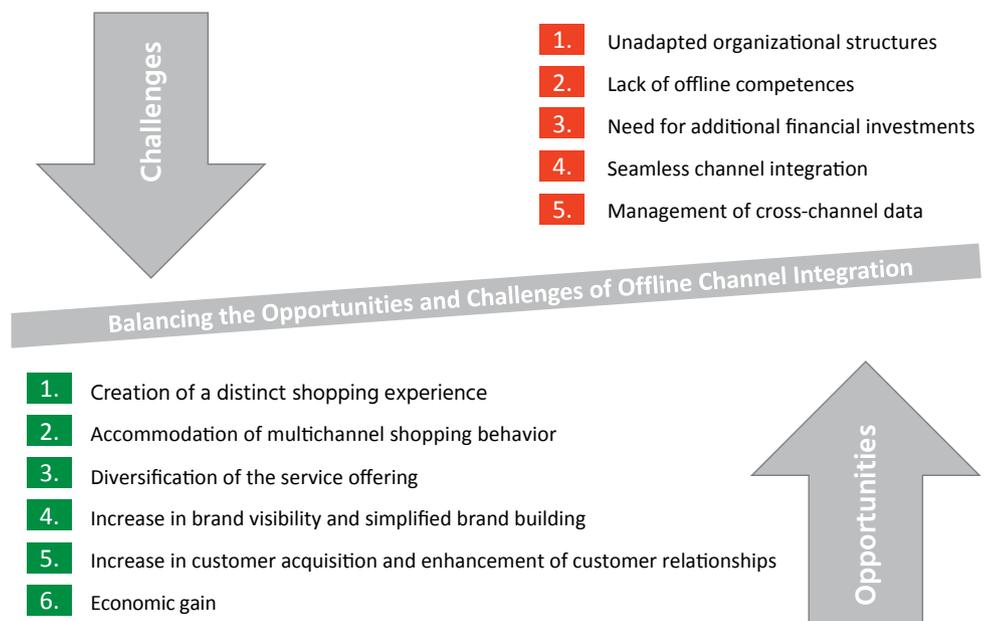 Challenges
1. Unadapted organizational structures
2. Lack of offline competences
3. Need for additional financial investments
4. Seamless channel integration
5. Management of cross-channel data
Balancing the Opportunities and Challenges of Offline Channel Integration
1. Creation of a distinct shopping experience
2. Accommodation of multichannel shopping behavior
3. Diversification of the service offering
4. Increase in brand visibility and simplified brand building
5. Increase in customer acquisition and enhancement of customer relationships
6. Economic gain
Opportunities